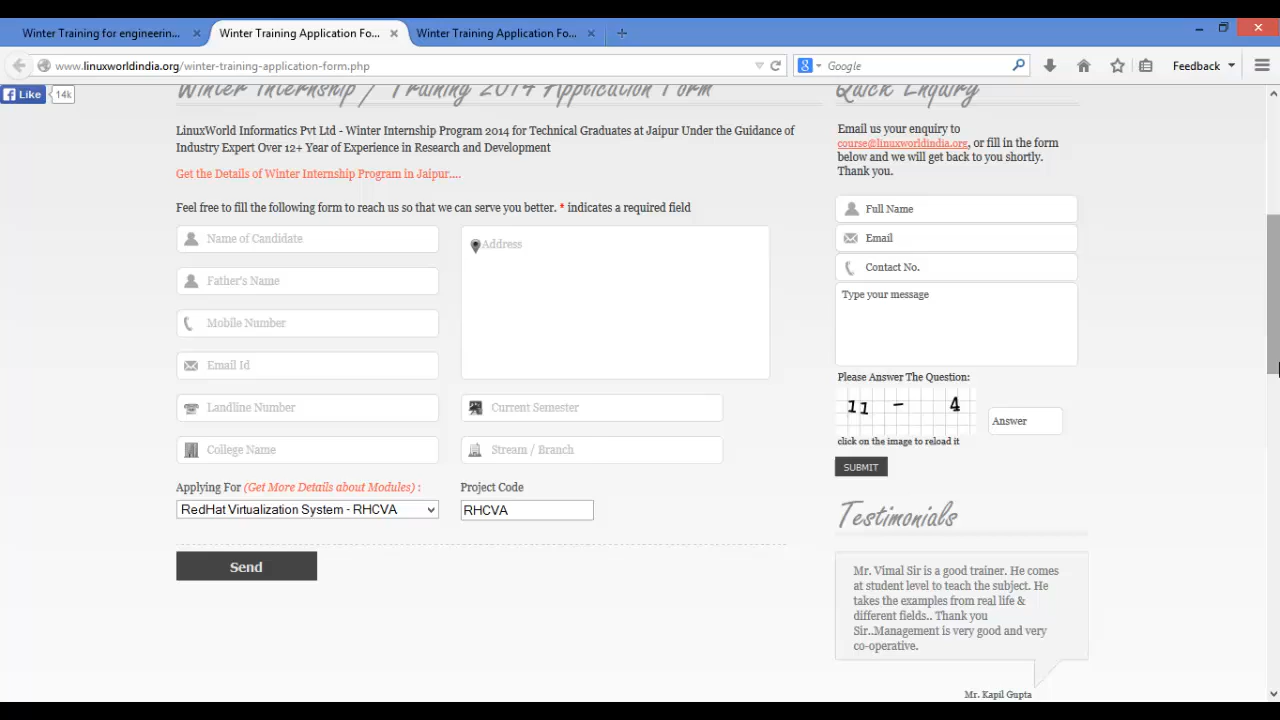 Winter Training for engineerin...
Winter Training Application Fo...
Winter Training Application Fo...
www.linuxworldindia.org/winter-training-application-form.php
Google
Feedback
Like
14k
Winter Internship / Training 2014 Application Form
LinuxWorld Informatics Pvt Ltd - Winter Internship Program 2014 for Technical Graduates at Jaipur Under the Guidance of
Industry Expert Over 12+ Year of Experience in Research and Development
Get the Details of Winter Internship Program in Jaipur....
Feel free to fill the following form to reach us so that we can serve you better. * indicates a required field
Name of Candidate
Address
Father's Name
Mobile Number
Email Id
Landline Number
Current Semester
College Name
Stream / Branch
Applying For (Get More Details about Modules) :
Project Code
RedHat Virtualization System - RHCVA
RHCVA
Send
Quick Enquiry
Email us your enquiry to
course@linuxworldindia.org, or fill in the form
below and we will get back to you shortly.
Thank you.
Full Name
Email
Contact No.
Type your message
Please Answer The Question:
11 - 4
Answer
click on the image to reload it
SUBMIT
Testimonials
Mr. Vimal Sir is a good trainer. He comes
at student level to teach the subject. He
takes the examples from real life &
different fields.. Thank you
Sir..Management is very good and very
co-operative.
Mr. Kapil Gupta